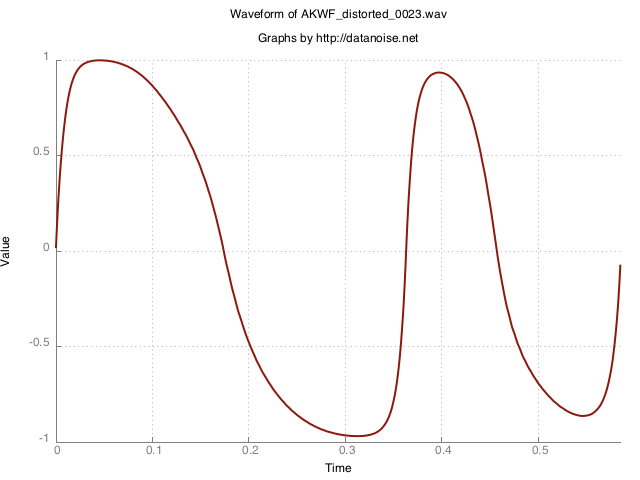 Waveform of AKWF_distorted_0023.wav
Graphs by http://datanoise.net
1
0.5
0
-0.5
-1
Value
0
0.1
0.2
0.3
0.4
0.5
Time